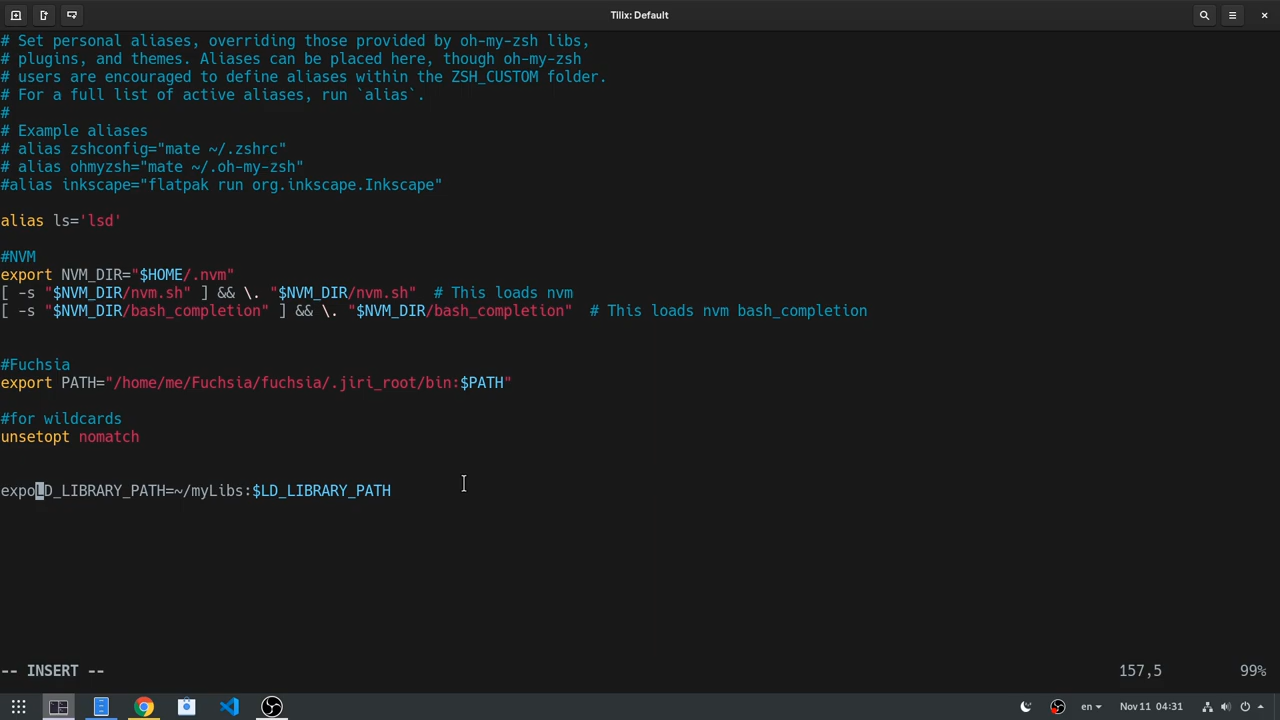 Tilix: Default
# Set personal aliases, overriding those provided by oh-my-zsh libs,
# plugins, and themes. Aliases can be placed here, though oh-my-zsh
# users are encouraged to define aliases within the ZSH_CUSTOM folder.
# For a full list of active aliases, run `alias`.
#
# Example aliases
# alias zshconfig="mate ~/.zshrc"
# alias ohmyzsh="mate ~/.oh-my-zsh"
#alias inkscape="flatpak run org.inkscape.Inkscape"
alias ls='lsd'
#NVM
export NVM_DIR="$HOME/.nvm"
[ -s "$NVM_DIR/nvm.sh" ] && \. "$NVM_DIR/nvm.sh"  # This loads nvm
[ -s "$NVM_DIR/bash_completion" ] && \. "$NVM_DIR/bash_completion"  # This loads nvm bash_completion
#Fuchsia
export PATH="/home/me/Fuchsia/fuchsia/.jiri_root/bin:$PATH"
#for wildcards
unsetopt nomatch
expoLD_LIBRARY_PATH=~/myLibs:$LD_LIBRARY_PATH
-- INSERT -- 157,5 99%
en Nov 11 04:31